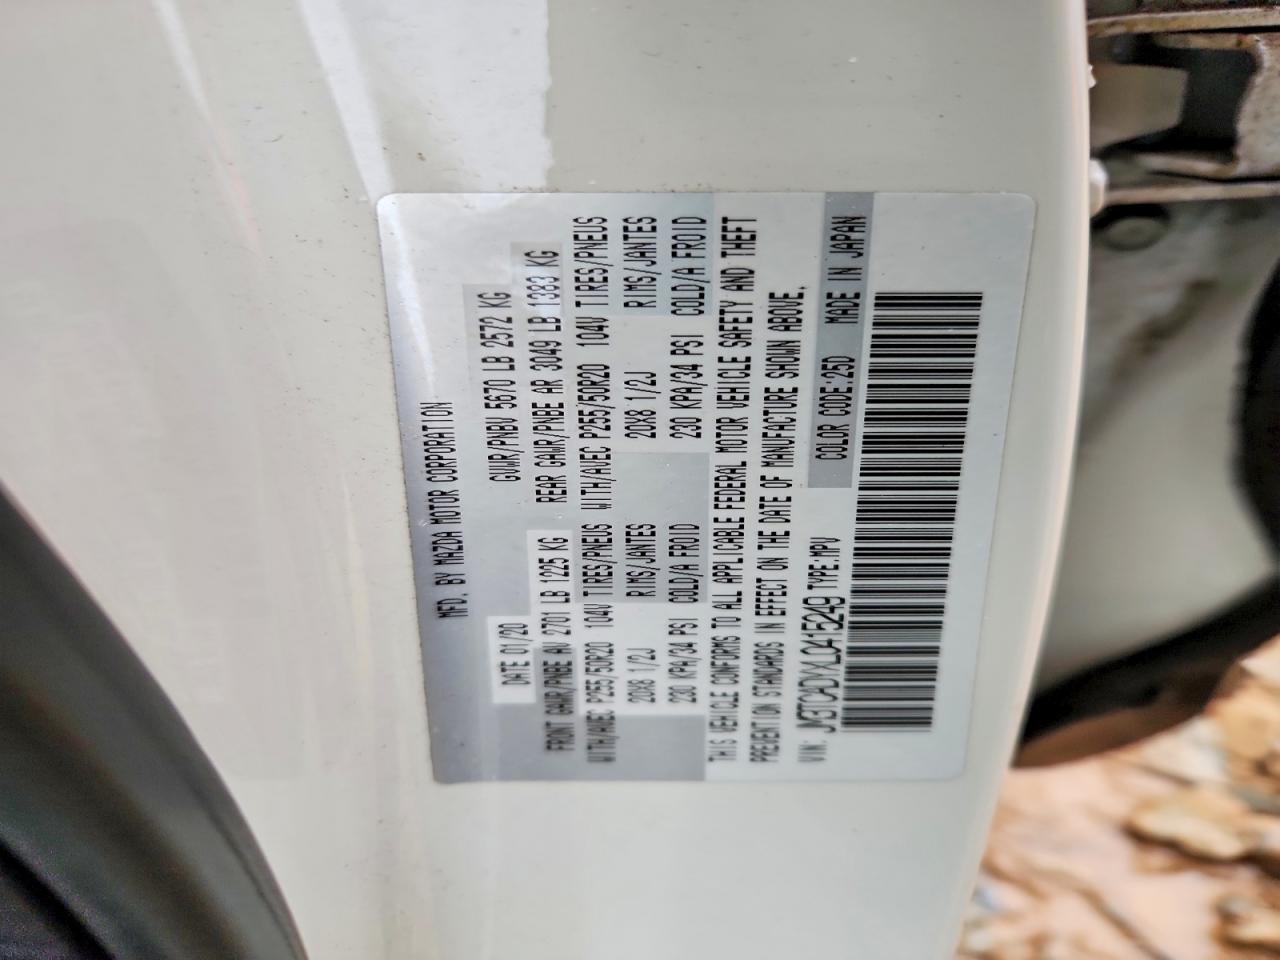 MFD. BY MAZDA MOTOR CORPORATION
DATE 01/20 GVWR/PNBV 5670 LB 2572 KG
FRONT GAWR/PNBE AV 2701 LB 1225 KG REAR GAWR/PNBE AR 3049 LB 1383 KG
WITH/AVEC P255/50R20 104V TIRES/PNEUS WITH/AVEC P255/50R20 104V TIRES/PNEUS
20X8 1/2J RIMS/JANTES 20X8 1/2J RIMS/JANTES
230 KPA/34 PSI COLD/A FROID 230 KPA/34 PSI COLD/A FROID
THIS VEHICLE CONFORMS TO ALL APPLICABLE FEDERAL MOTOR VEHICLE SAFETY AND THEFT
PREVENTION STANDARDS IN EFFECT ON THE DATE OF MANUFACTURE SHOWN ABOVE.
VIN: JM3TCADYXL0415249 TYPE:MPV COLOR CODE:25D MADE IN JAPAN